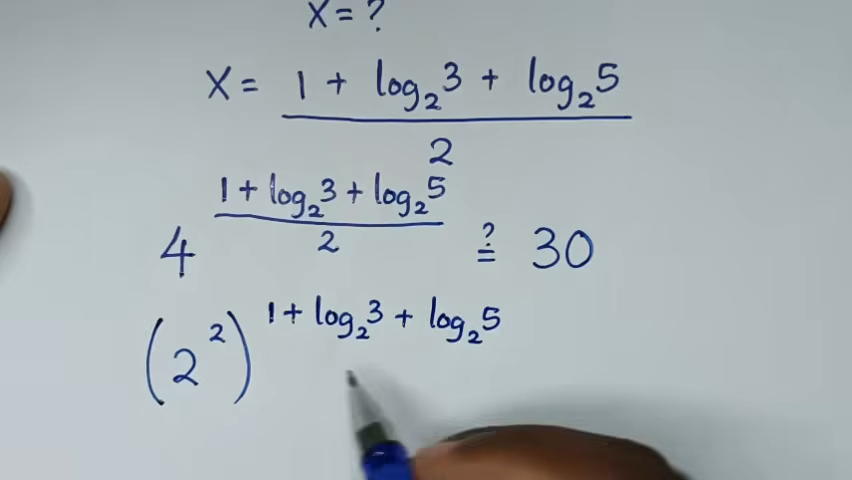 X = ?
X = (1 + log₂3 + log₂5) / 2
4^((1 + log₂3 + log₂5) / 2) ≟ 30
(2²)^(1 + log₂3 + log₂5)